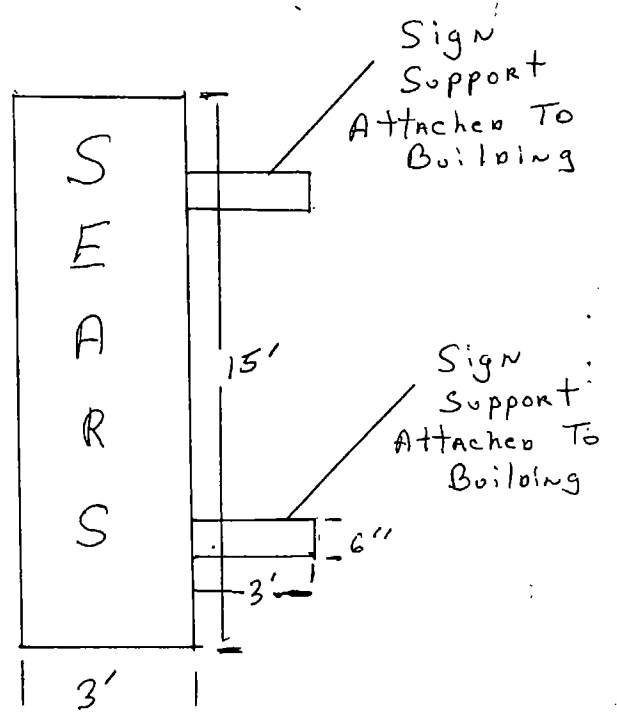 Sign
Support
Attached To
Building
S
E
A
R
S
15'
Sign
Support
Attached To
Building
6"
3'
3'